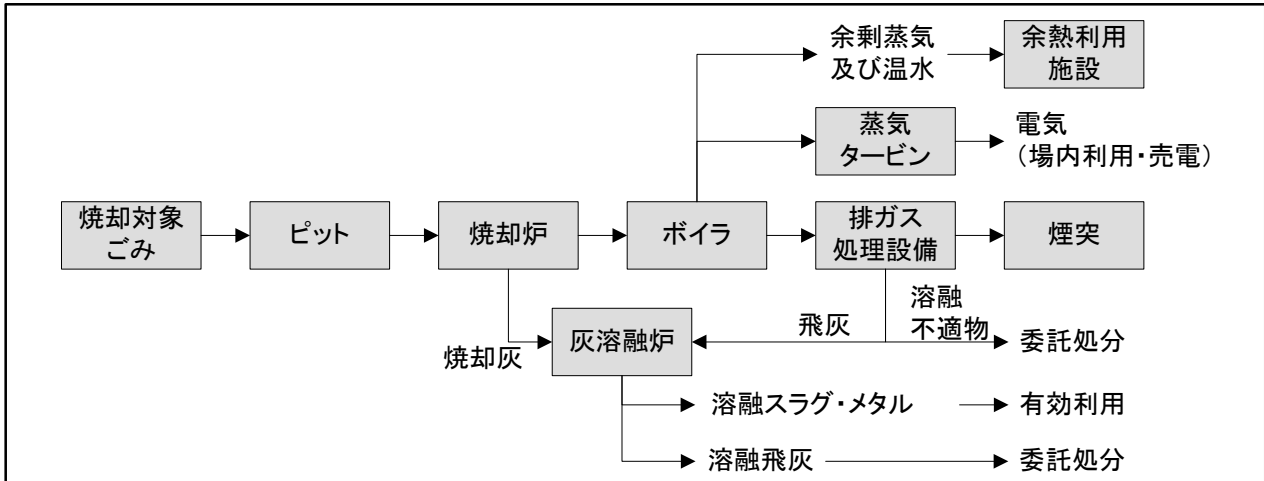 余剰蒸気
及び温水
余熱利用
施設
蒸気
タービン
電気
（場内利用・売電）
焼却対象
ごみ
ピット
焼却炉
ボイラ
排ガス
処理設備
煙突
焼却灰
灰溶融炉
飛灰
溶融
不適物
委託処分
溶融スラグ・メタル
有効利用
溶融飛灰
委託処分